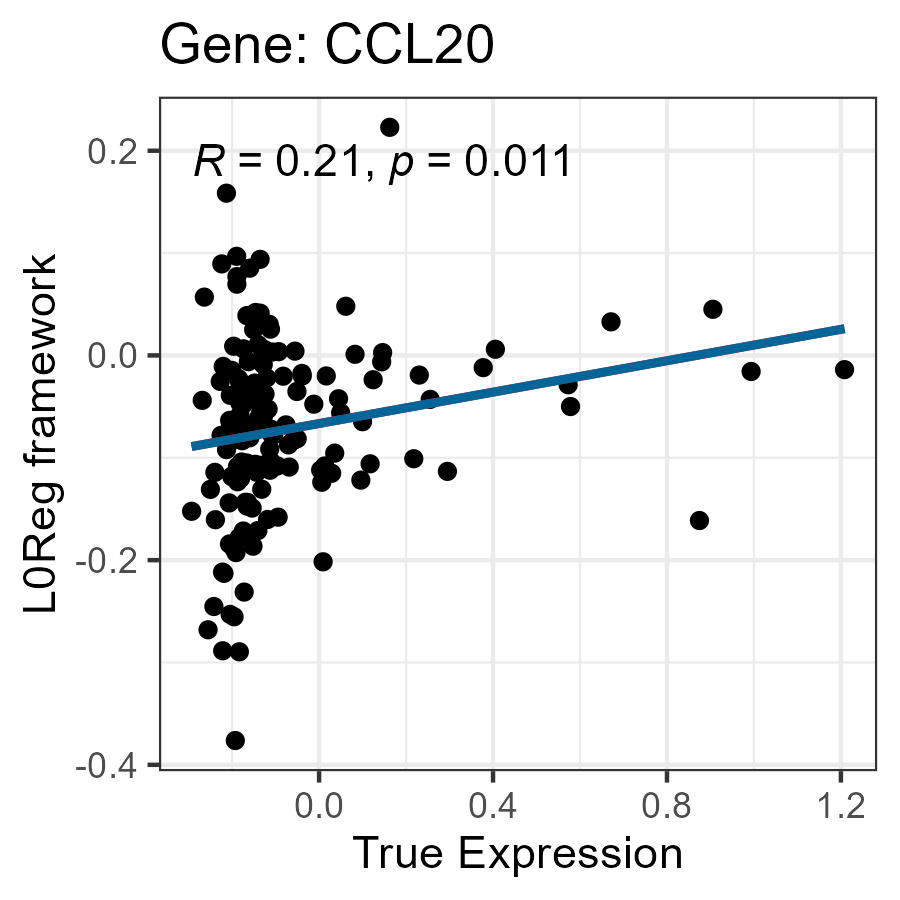 Gene: CCL20
R = 0.21, p = 0.011
0.2
0.0
-0.2
-0.4
L0Reg framework
0.0 0.4 0.8 1.2
True Expression